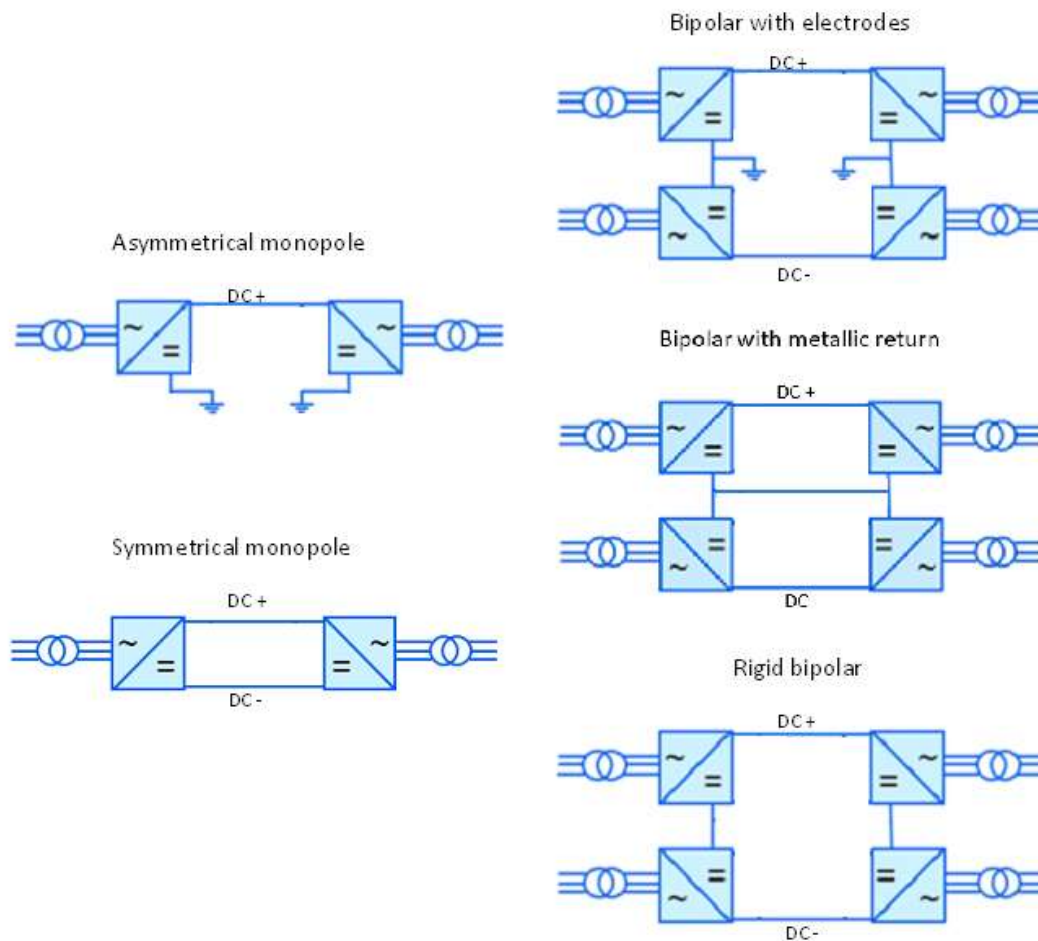 Asymmetrical monopole
DC +
~
=
~
=
Symmetrical monopole
DC +
~
=
~
=
DC -
Bipolar with electrodes
DC +
~
=
~
=
=
~
=
~
DC -
Bipolar with metallic return
DC +
~
=
~
=
=
~
=
~
DC
Rigid bipolar
DC +
~
=
~
=
=
~
=
~
DC -